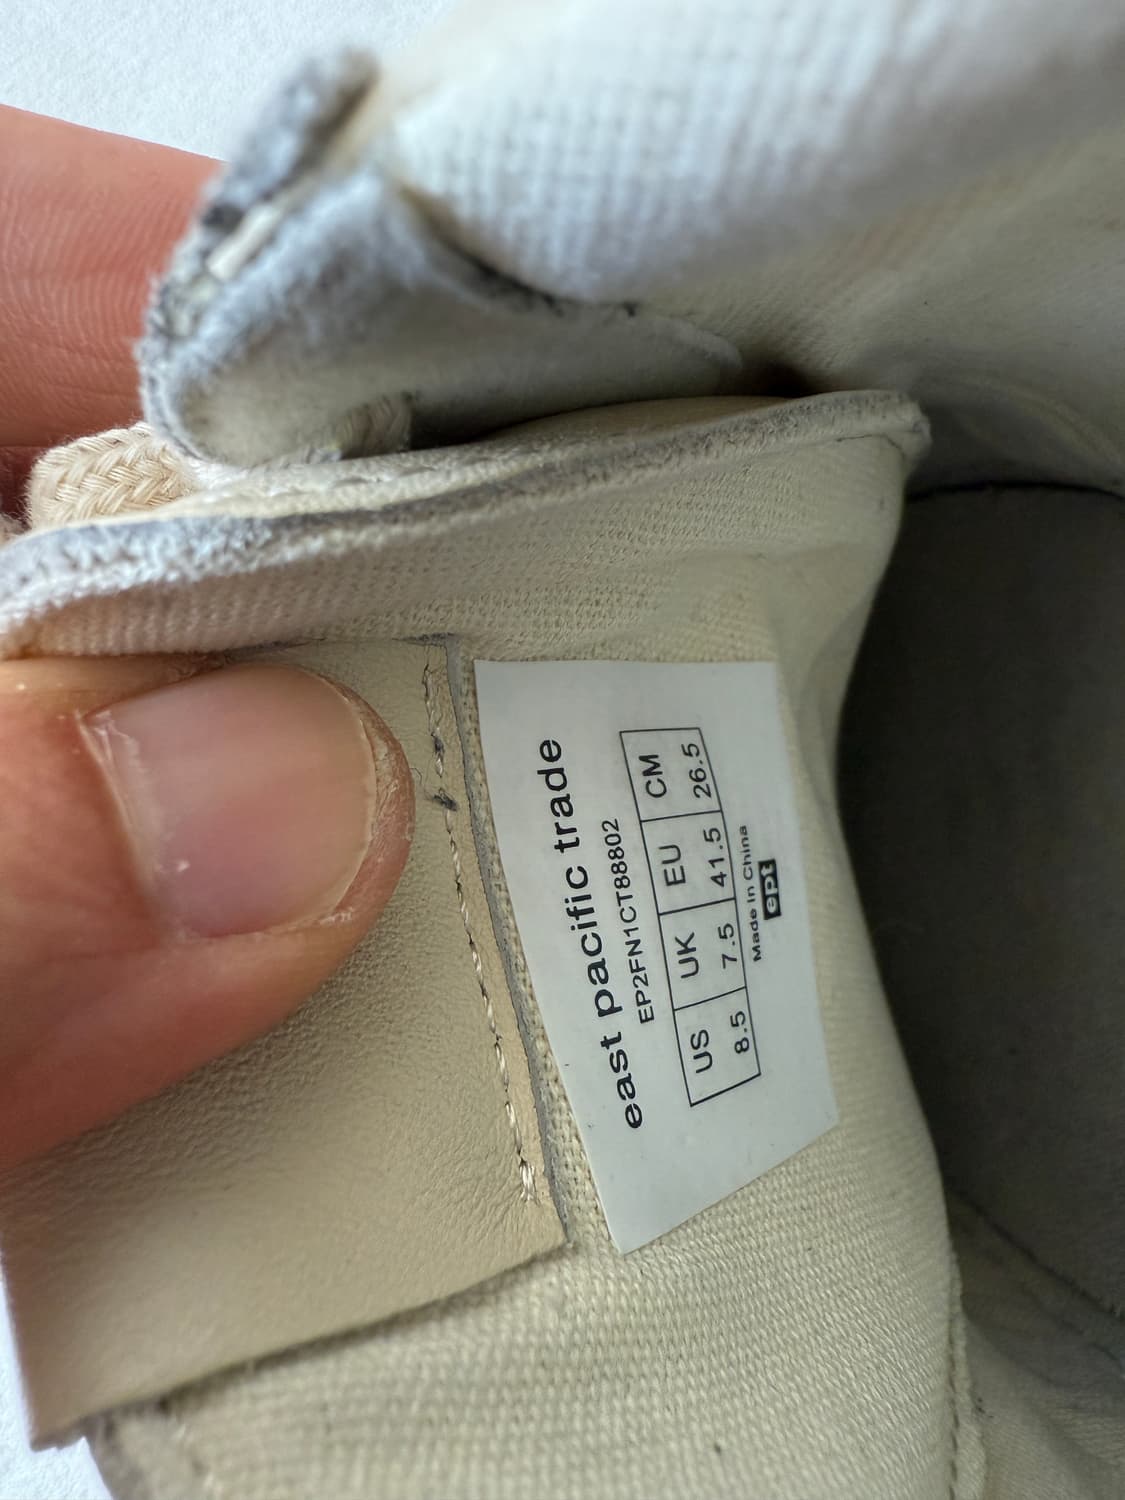 east pacific trade
EP2FN1CT88802
US UK EU CM
8.5 7.5 41.5 26.5
Made In China
ept